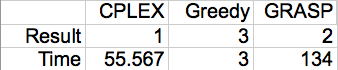 CPLEX Greedy GRASP
Result 1 3 2
Time 55.567 3 134